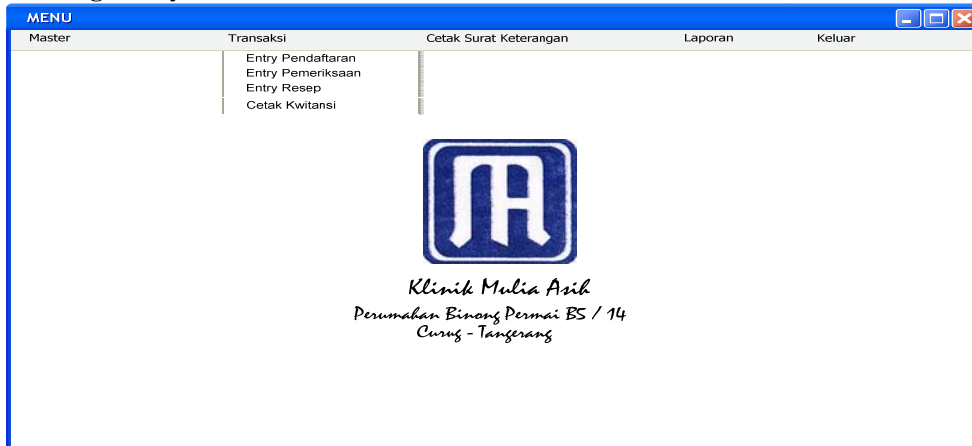 MENU
Master Transaksi Cetak Surat Keterangan Laporan Keluar
Entry Pendaftaran
Entry Pemeriksaan
Entry Resep
Cetak Kwitansi
MA
Klinik Mulia Asih
Perumahan Binong Permai B5 / 14
Curug - Tangerang